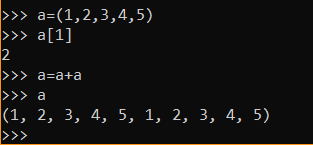 >>> a=(1,2,3,4,5)
>>> a[1]
2
>>> a=a+a
>>> a
(1, 2, 3, 4, 5, 1, 2, 3, 4, 5)
>>>